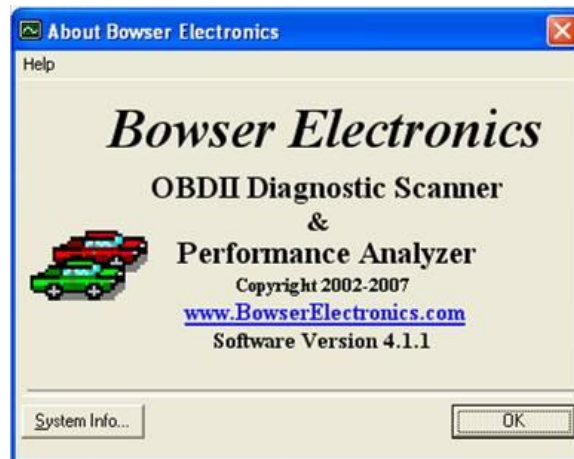 About Bowser Electronics
Help
Bowser Electronics
OBDII Diagnostic Scanner
&
Performance Analyzer
Copyright 2002-2007
www.BowserElectronics.com
Software Version 4.1.1
System Info...
OK